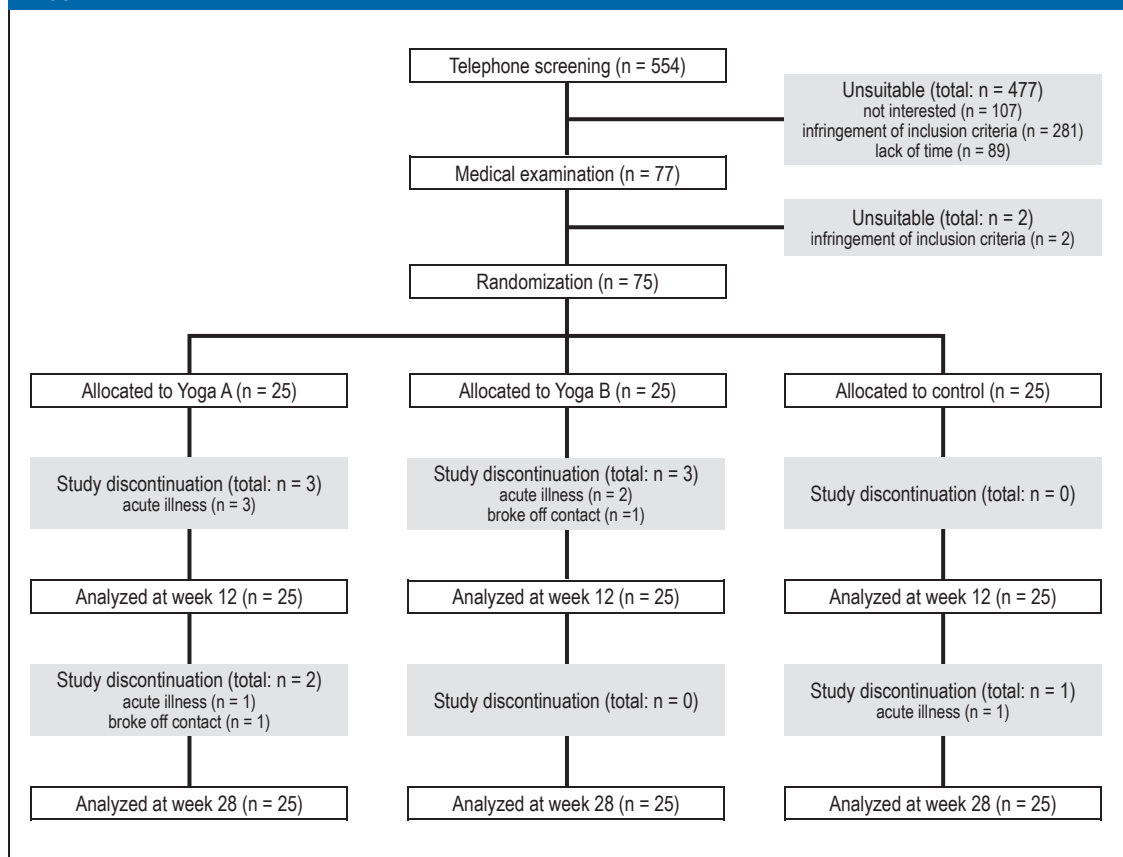 Telephone screening (n = 554)
Unsuitable (total: n = 477)
not interested (n = 107)
infringement of inclusion criteria (n = 281)
lack of time (n = 89)
Medical examination (n = 77)
Unsuitable (total: n = 2)
infringement of inclusion criteria (n = 2)
Randomization (n = 75)
Allocated to Yoga A (n = 25)
Allocated to Yoga B (n = 25)
Allocated to control (n = 25)
Study discontinuation (total: n = 3)
acute illness (n = 3)
Study discontinuation (total: n = 3)
acute illness (n = 2)
broke off contact (n =1)
Study discontinuation (total: n = 0)
Analyzed at week 12 (n = 25)
Analyzed at week 12 (n = 25)
Analyzed at week 12 (n = 25)
Study discontinuation (total: n = 2)
acute illness (n = 1)
broke off contact (n = 1)
Study discontinuation (total: n = 0)
Study discontinuation (total: n = 1)
acute illness (n = 1)
Analyzed at week 28 (n = 25)
Analyzed at week 28 (n = 25)
Analyzed at week 28 (n = 25)